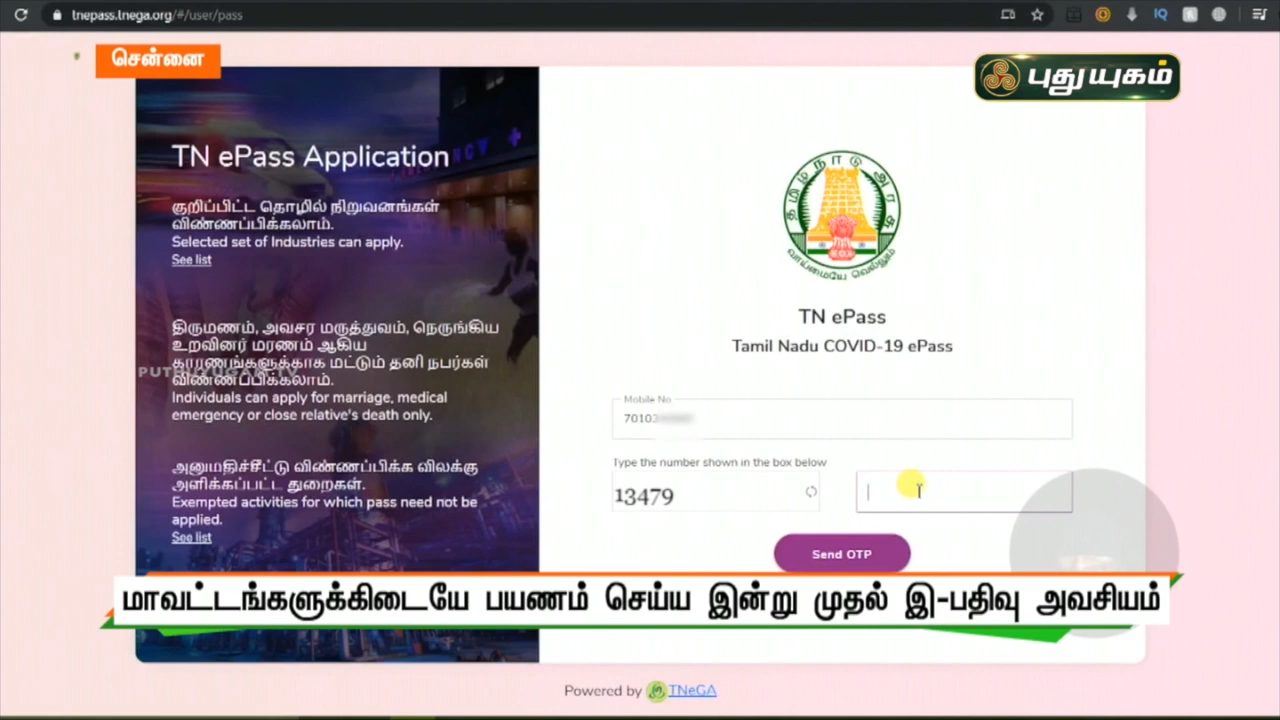 tnepass.tnega.org/#/user/pass
சென்னை
புதுயுகம்
TN ePass Application
குறிப்பிட்ட தொழில் நிறுவனங்கள்
விண்ணப்பிக்கலாம்.
Selected set of Industries can apply.
See list
திருமணம், அவசர மருத்துவம், நெருங்கிய
உறவினர் மரணம் ஆகிய
காரணங்களுக்காக மட்டும் தனி நபர்கள்
விண்ணப்பிக்கலாம்.
PUTHUYUGAM TV
Individuals can apply for marriage, medical
emergency or close relative's death only.
அனுமதிச்சீட்டு விண்ணப்பிக்க விலக்கு
அளிக்கப்பட்ட துறைகள்.
Exempted activities for which pass need not be
applied.
See list
தமிழ்நாடு அரசு
வாய்மையே வெல்லும்
TN ePass
Tamil Nadu COVID-19 ePass
Mobile No
70103
Type the number shown in the box below
13479
Send OTP
மாவட்டங்களுக்கிடையே பயணம் செய்ய இன்று முதல் இ-பதிவு அவசியம்
Powered by TNeGA